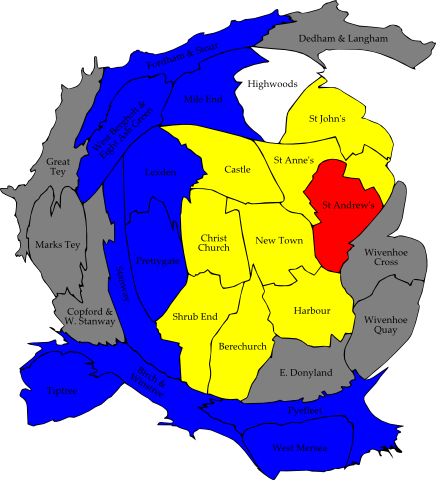 Dedham & Langham
Fordham & Stour
Highwoods
Mile End
West Bergholt &
Eight Ash Green
St John's
Great
Tey
St Anne's
Castle
Lexden
St Andrew's
Marks Tey
Christ
Church
New Town
Wivenhoe
Cross
Prettygate
Stanway
Copford &
W. Stanway
Shrub End
Harbour
Wivenhoe
Quay
Berechurch
E. Donyland
Birch &
Winstree
Tiptree
Pyefleet
West Mersea